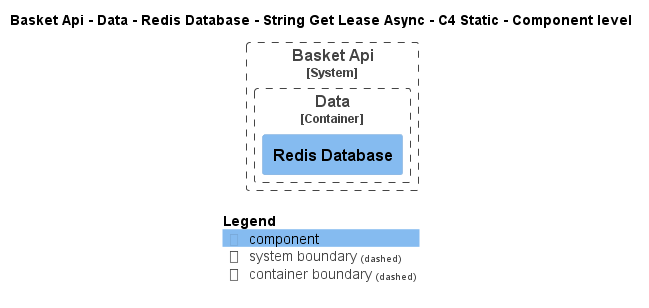 Basket Api - Data - Redis Database - String Get Lease Async - C4 Static - Component level
Basket Api
[System]
Data
[Container]
Redis Database
Legend
component
system boundary (dashed)
container boundary (dashed)